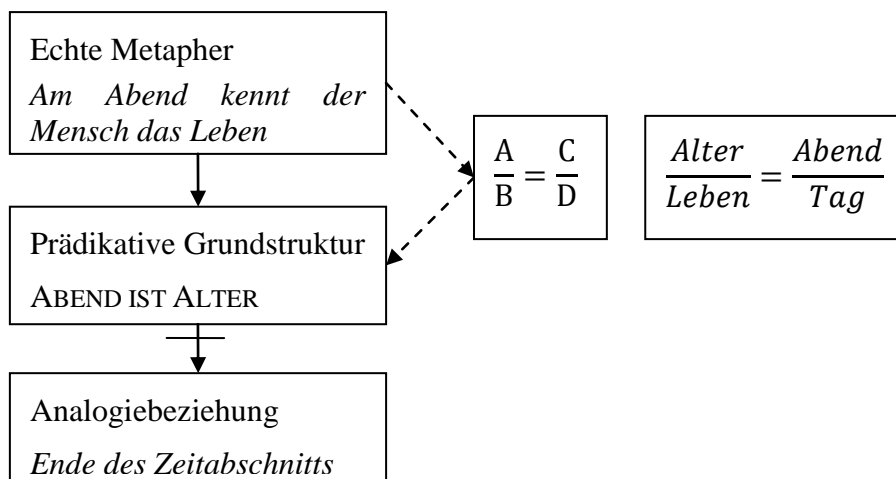 Echte Metapher
Am Abend kennt der
Mensch das Leben
A/B = C/D
Alter/Leben = Abend/Tag
Prädikative Grundstruktur
ABEND IST ALTER
Analogiebeziehung
Ende des Zeitabschnitts